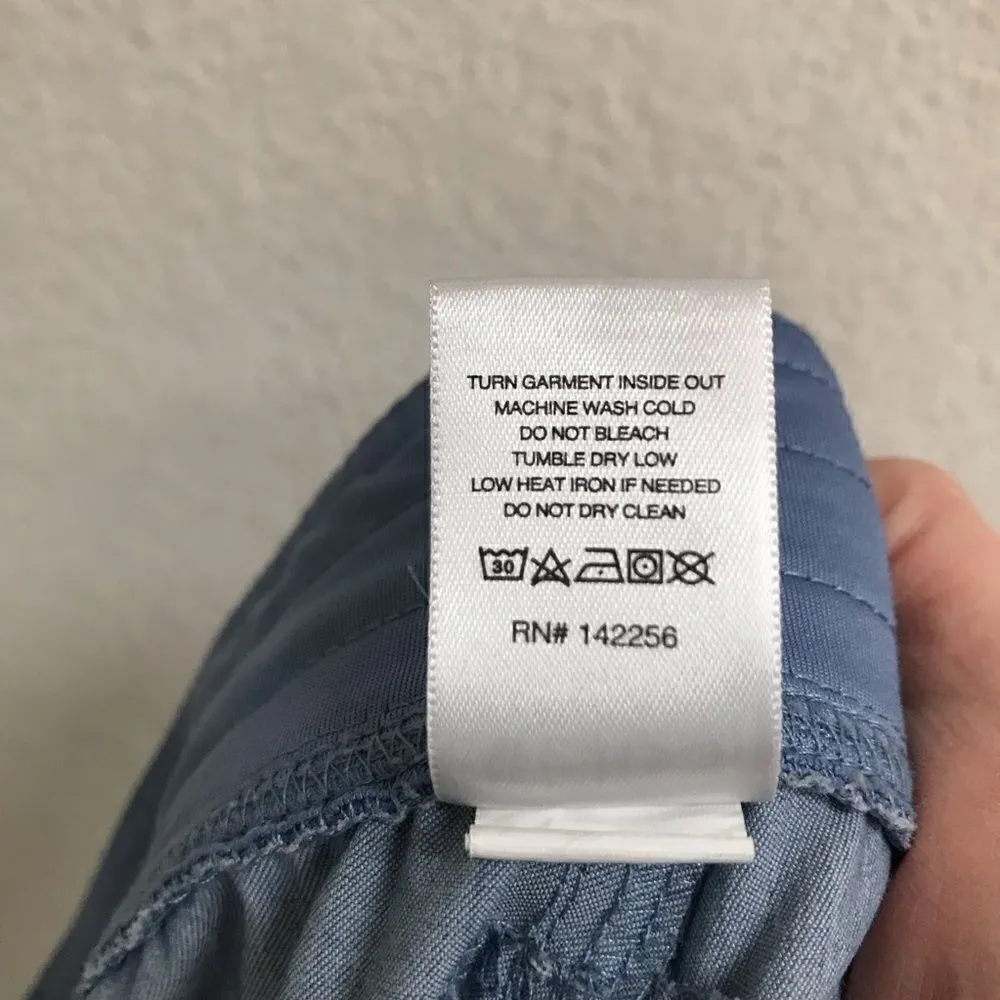 TURN GARMENT INSIDE OUT
MACHINE WASH COLD
DO NOT BLEACH
TUMBLE DRY LOW
LOW HEAT IRON IF NEEDED
DO NOT DRY CLEAN
30
RN# 142256